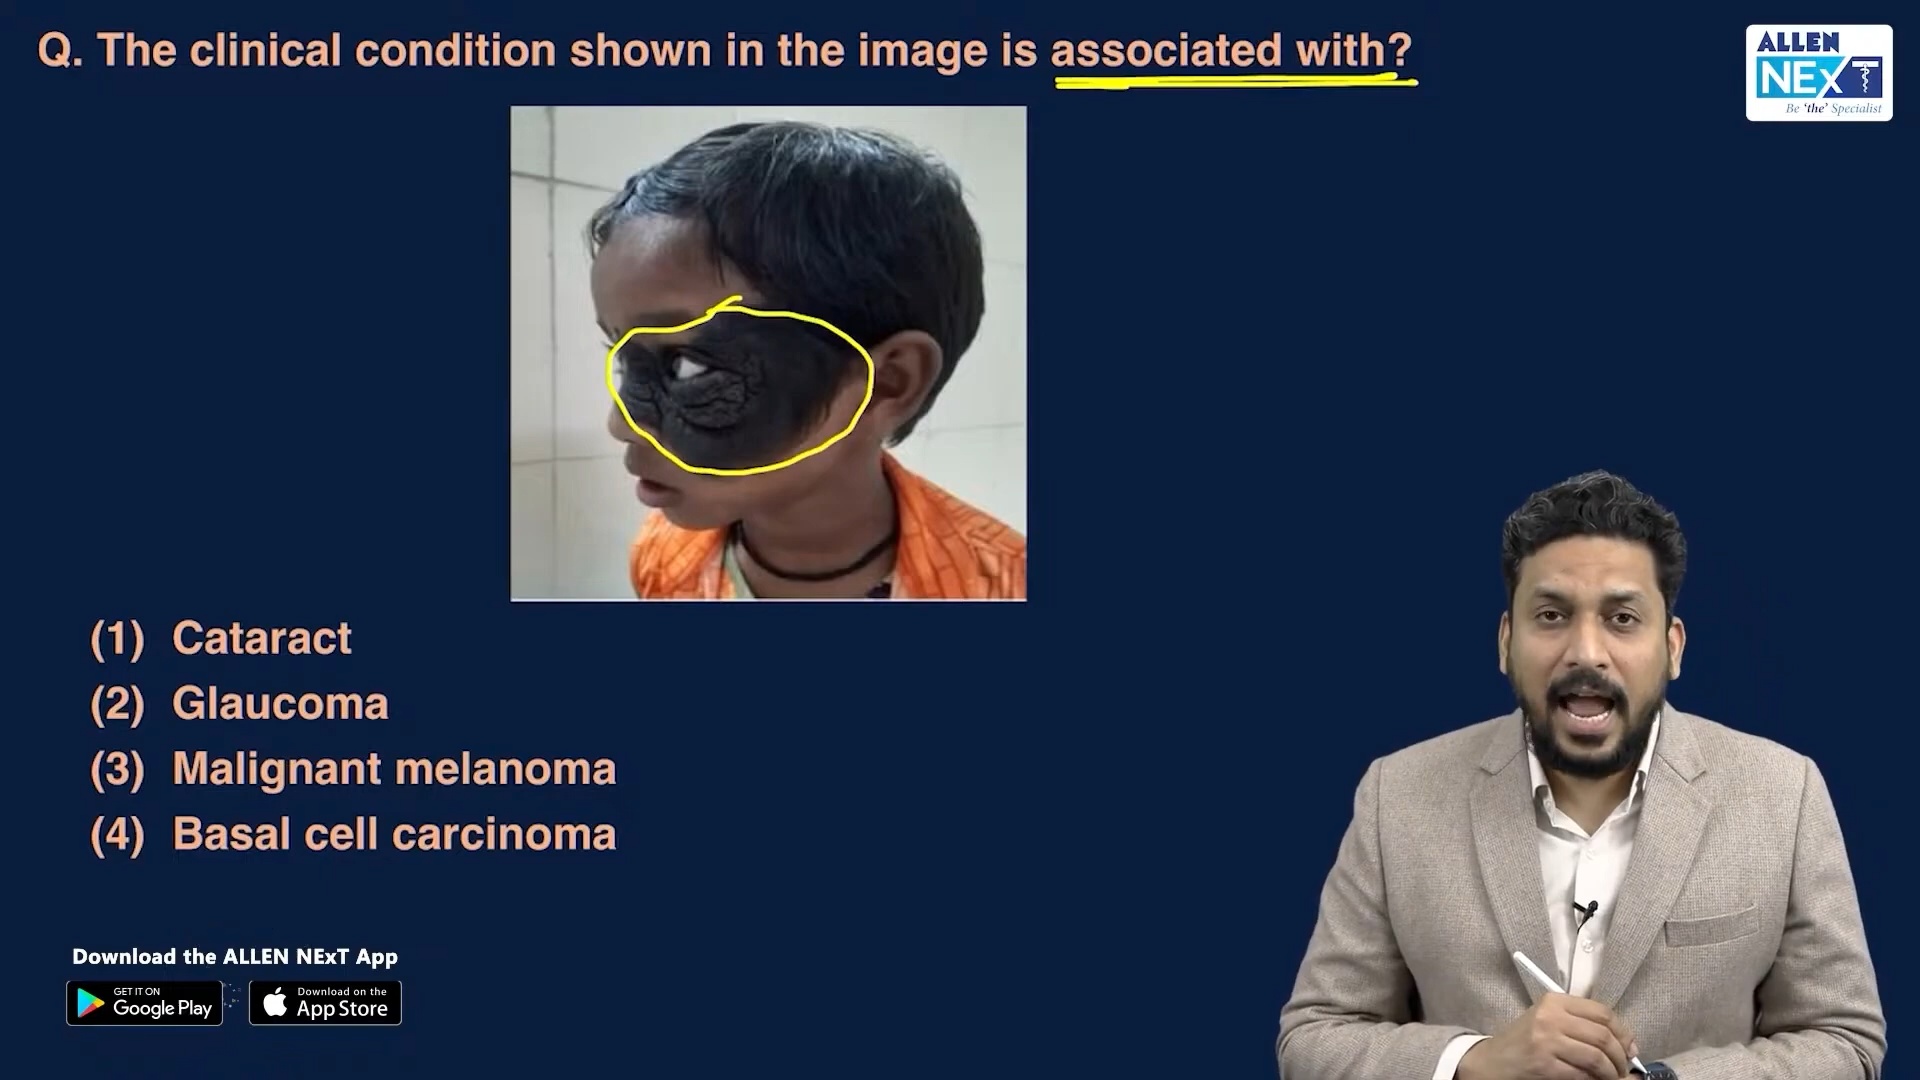 Q. The clinical condition shown in the image is associated with?
ALLEN
NExT
Be 'the' Specialist
(1) Cataract
(2) Glaucoma
(3) Malignant melanoma
(4) Basal cell carcinoma
Download the ALLEN NExT App
GET IT ON
Google Play
Download on the
App Store